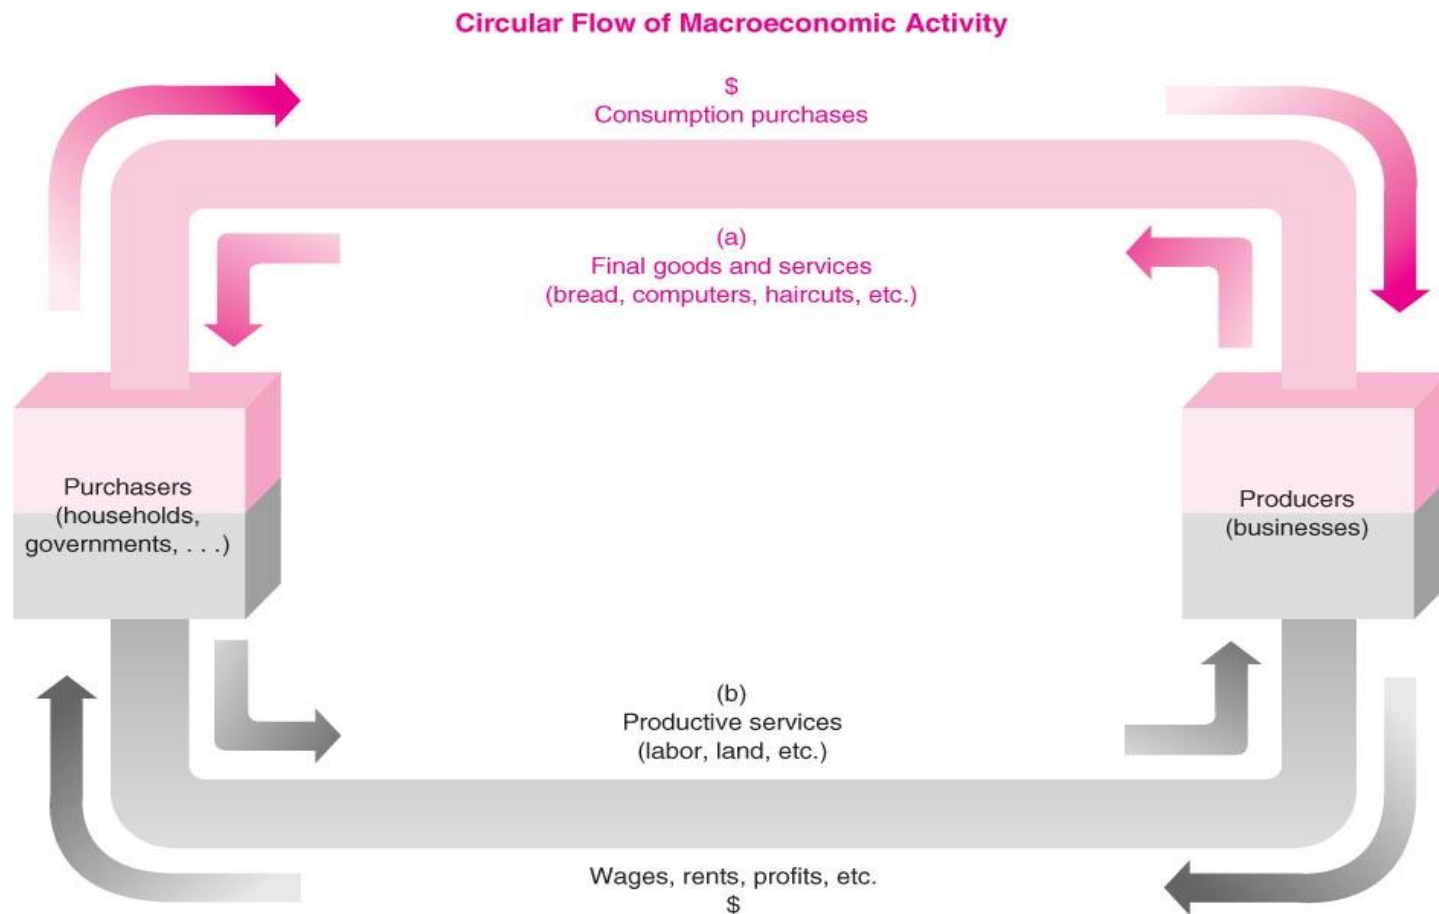 Circular Flow of Macroeconomic Activity
$
Consumption purchases
(a)
Final goods and services
(bread, computers, haircuts, etc.)
Purchasers
(households,
governments, . . .)
Producers
(businesses)
(b)
Productive services
(labor, land, etc.)
Wages, rents, profits, etc.
$